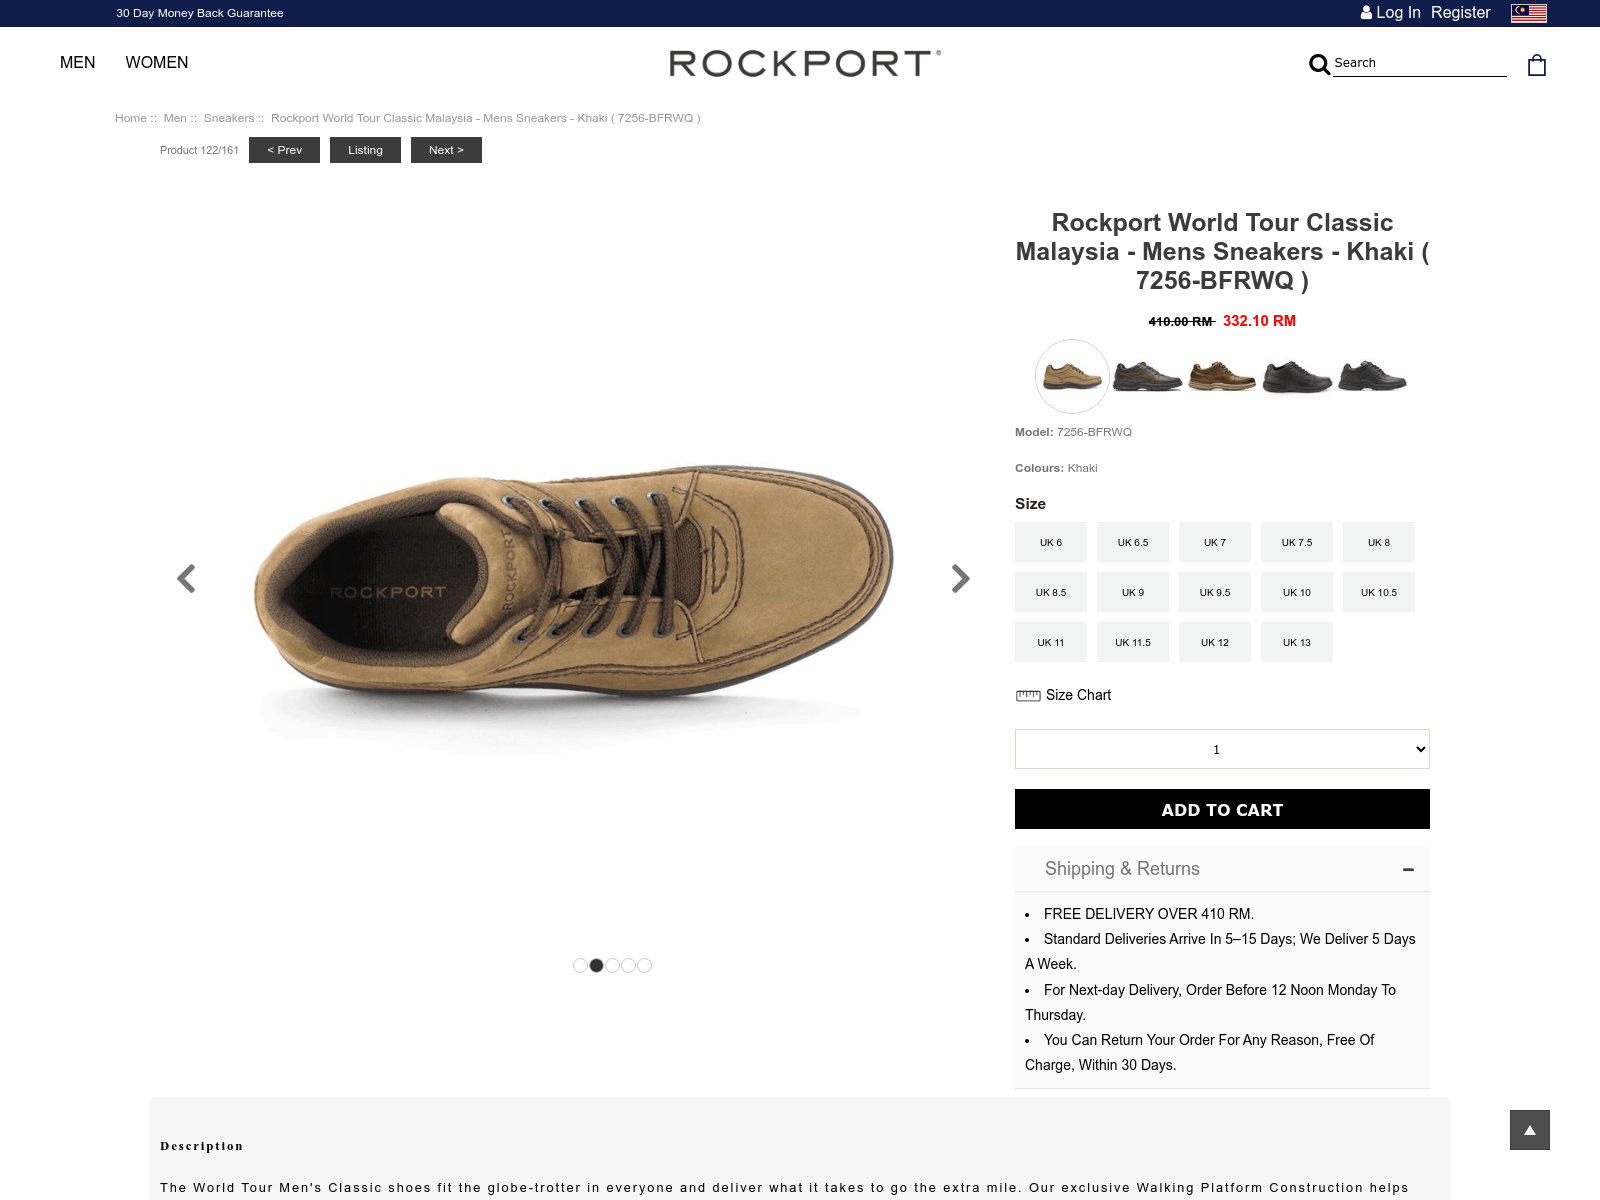 30 Day Money Back Guarantee
Log In Register
MEN WOMEN
ROCKPORT®
Search
Home :: Men :: Sneakers :: Rockport World Tour Classic Malaysia - Mens Sneakers - Khaki ( 7256-BFRWQ )
Product 122/161 < Prev Listing Next >
Rockport World Tour Classic
Malaysia - Mens Sneakers - Khaki (
7256-BFRWQ )
410.00 RM 332.10 RM
Model: 7256-BFRWQ
Colours: Khaki
Size
UK 6 UK 6.5 UK 7 UK 7.5 UK 8
UK 8.5 UK 9 UK 9.5 UK 10 UK 10.5
UK 11 UK 11.5 UK 12 UK 13
Size Chart
1
ADD TO CART
ROCKPORT
ROCKPORT
Shipping & Returns
• FREE DELIVERY OVER 410 RM.
• Standard Deliveries Arrive In 5–15 Days; We Deliver 5 Days
A Week.
• For Next-day Delivery, Order Before 12 Noon Monday To
Thursday.
• You Can Return Your Order For Any Reason, Free Of
Charge, Within 30 Days.
Description
The World Tour Men's Classic shoes fit the globe-trotter in everyone and deliver what it takes to go the extra mile. Our exclusive Walking Platform Construction helps